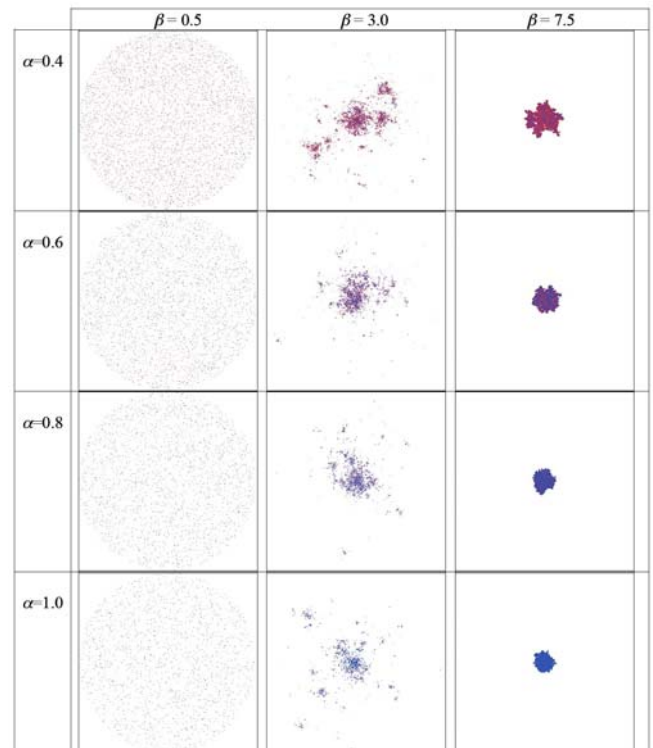 β = 0.5 β = 3.0 β = 7.5
α=0.4
α=0.6
α=0.8
α=1.0